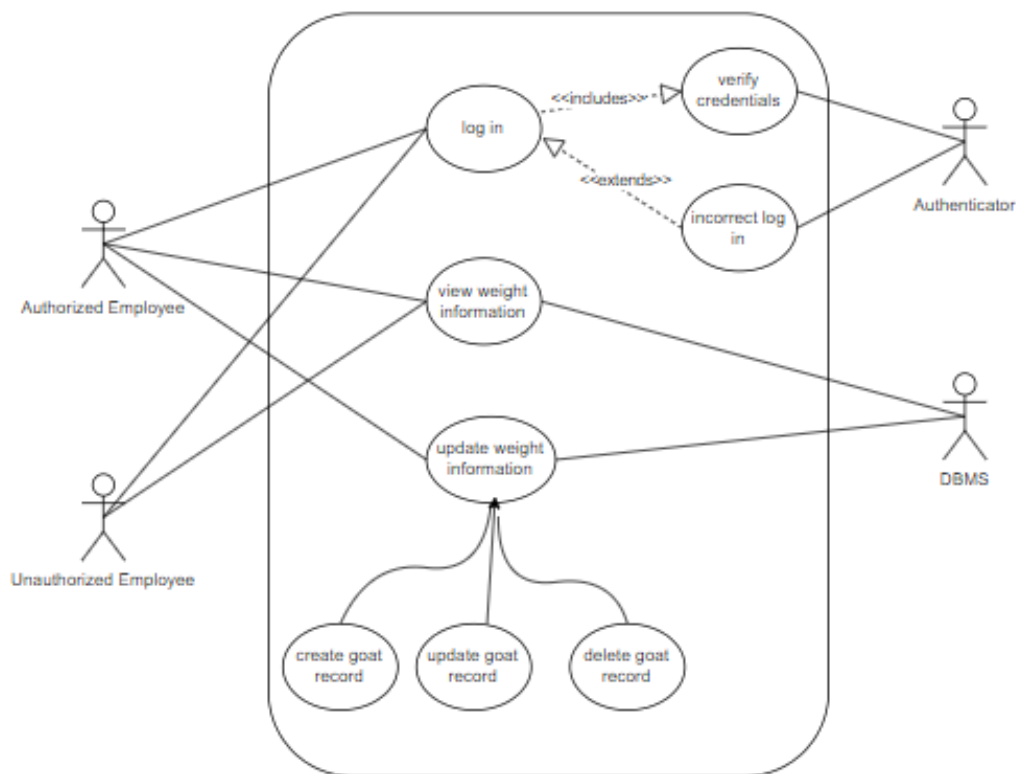 verify
credentials
<<includes>>
log in
<<extends>>
Authenticator
incorrect log
in
Authorized Employee
view weight
information
update weight
information
DBMS
Unauthorized Employee
create goat
record
update goat
record
delete goat
record